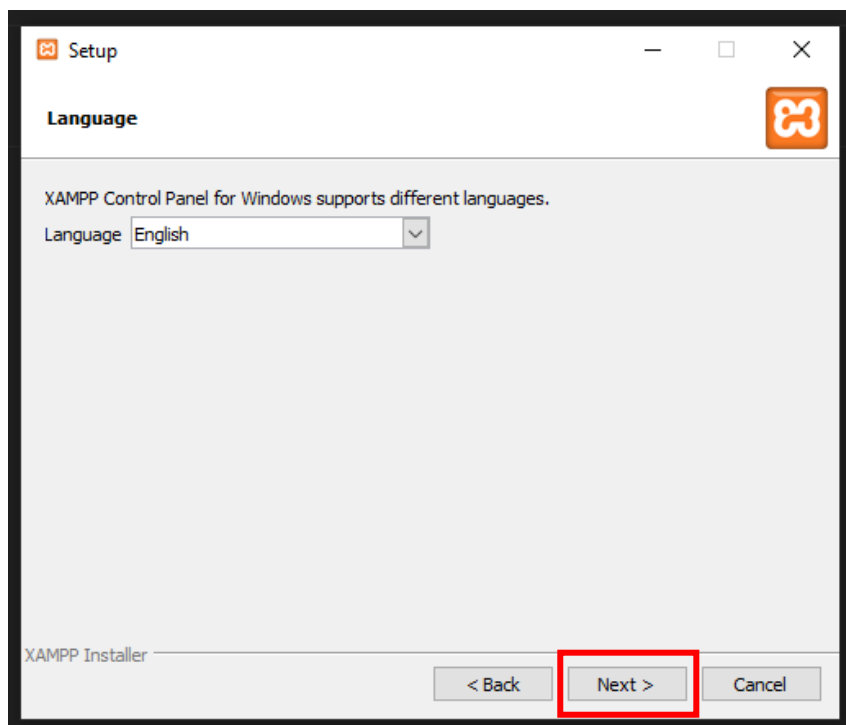 Setup
Language
XAMPP Control Panel for Windows supports different languages.
Language English
XAMPP Installer
< Back Next > Cancel